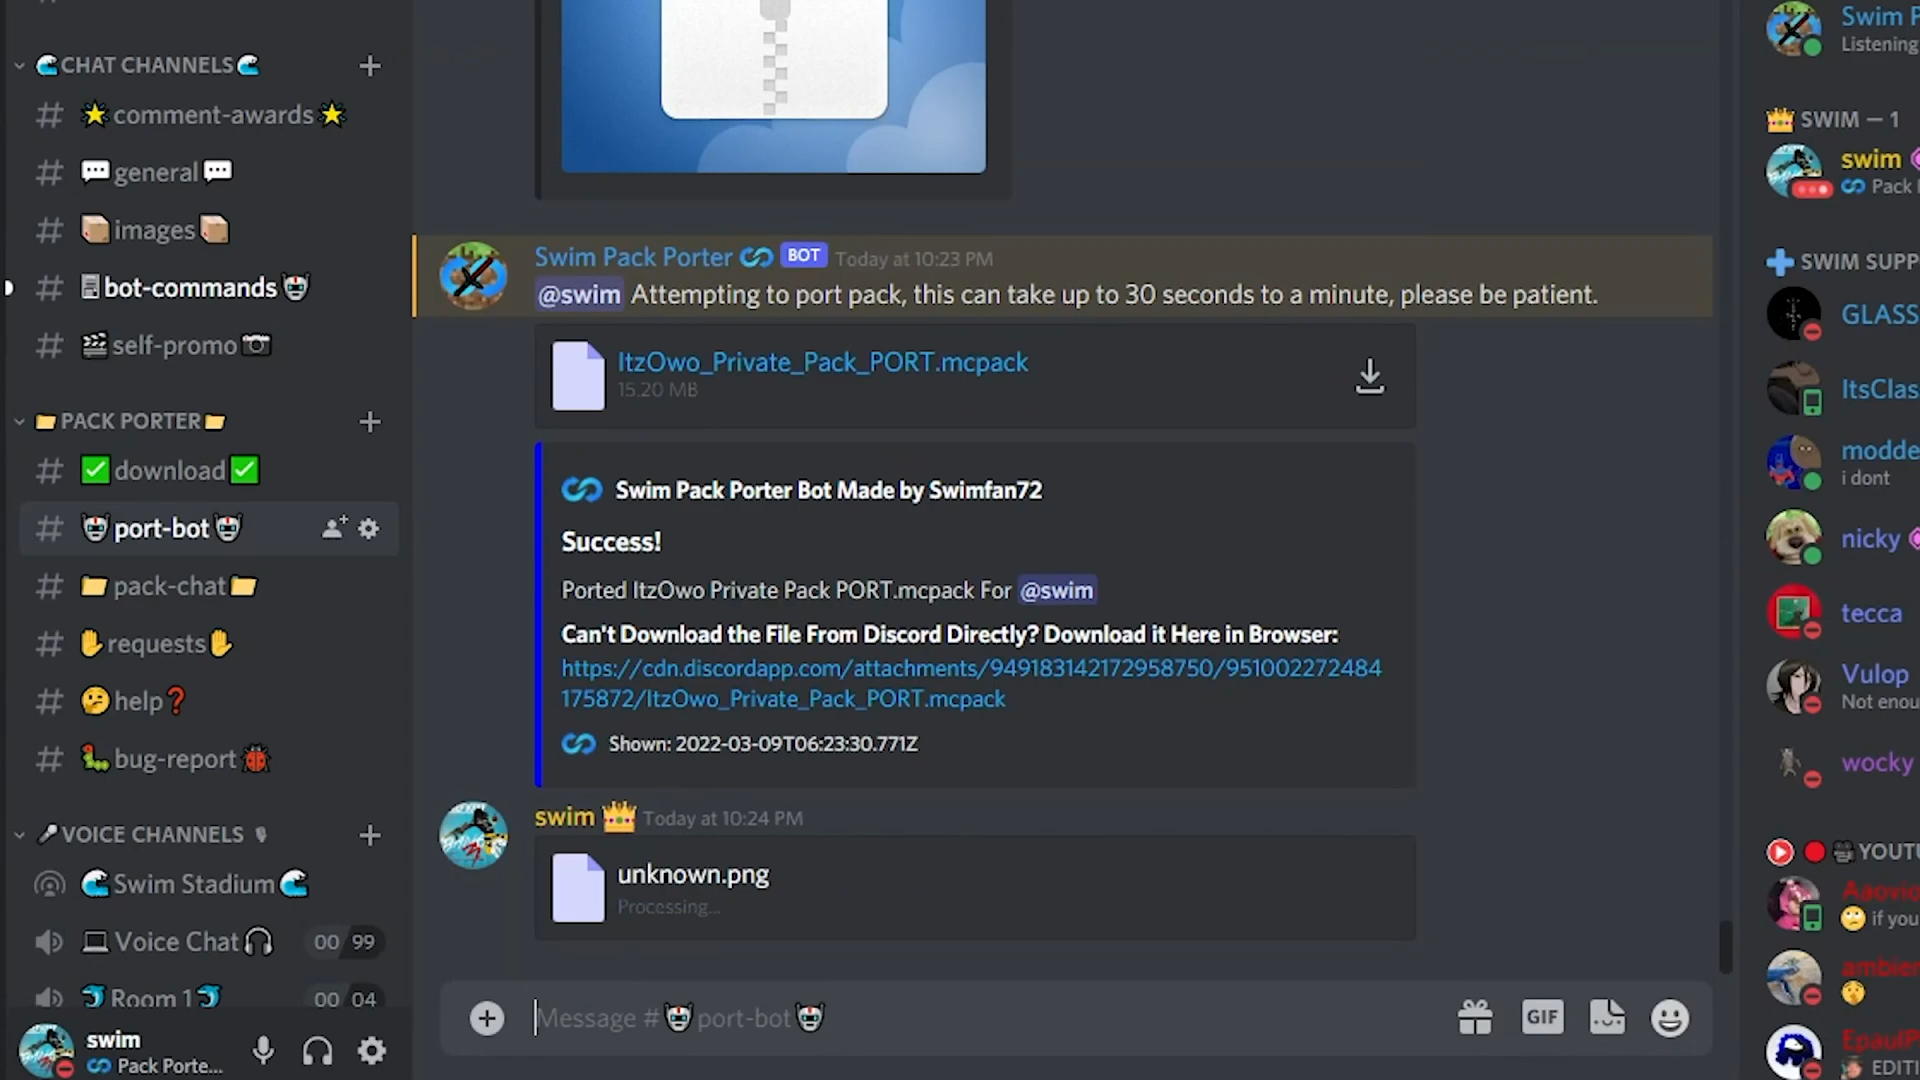 CHAT CHANNELS
comment-awards
general
images
bot-commands
self-promo
PACK PORTER
download
port-bot
pack-chat
requests
help
bug-report
VOICE CHANNELS
Swim Stadium
Voice Chat 00 99
Room 1 00 04
swim
Pack Porte...
Swim Pack Porter BOT Today at 10:23 PM
@swim Attempting to port pack, this can take up to 30 seconds to a minute, please be patient.
ItzOwo_Private_Pack_PORT.mcpack
15.20 MB
Swim Pack Porter Bot Made by Swimfan72
Success!
Ported ItzOwo Private Pack PORT.mcpack For @swim
Can't Download the File From Discord Directly? Download it Here in Browser:
https://cdn.discordapp.com/attachments/949183142172958750/951002272484
175872/ItzOwo_Private_Pack_PORT.mcpack
Shown: 2022-03-09T06:23:30.771Z
swim Today at 10:24 PM
unknown.png
Processing...
Message # port-bot
GIF
Swim P
Listening
SWIM — 1
swim
Pack
SWIM SUPP
GLASS
ItsClas
modde
i dont
nicky
tecca
Vulop
Not enou
wocky
YOUTU
Aaovio
if you
ambien
EpaulP
EDITI